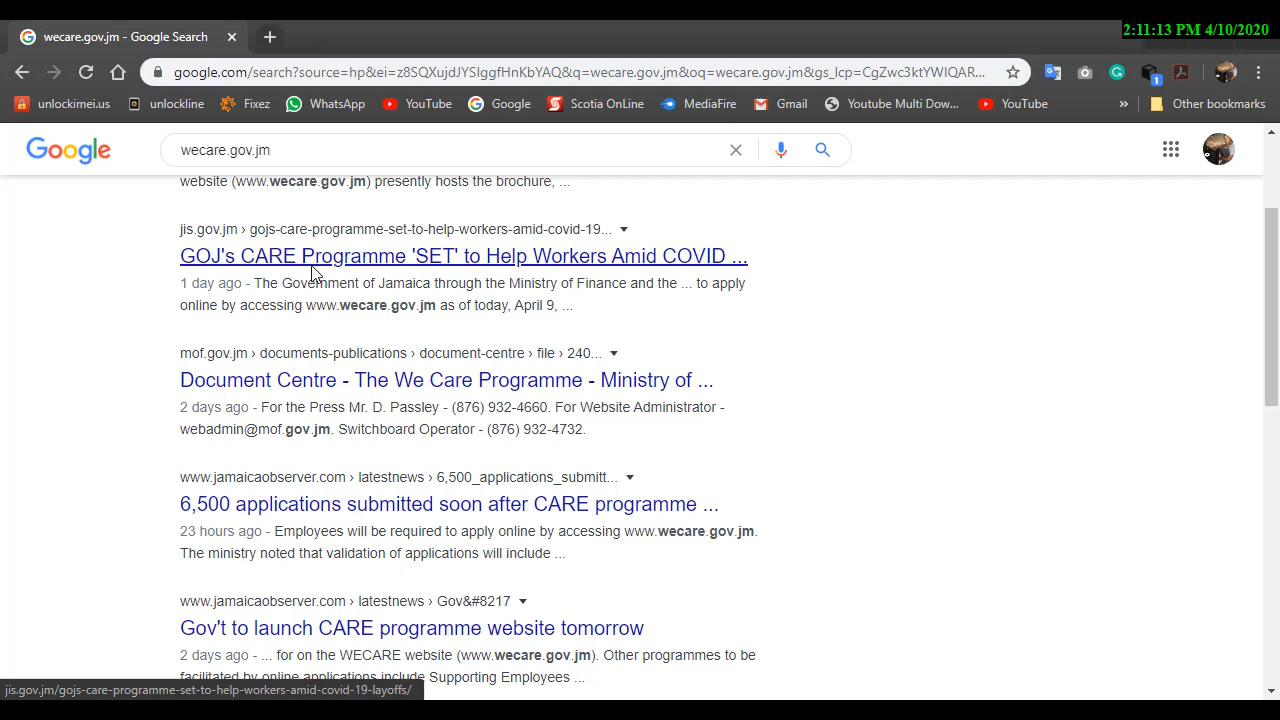 2:11:13 PM 4/10/2020
wecare.gov.jm - Google Search
google.com/search?source=hp&ei=z8SQXujdJYSIggfHnKbYAQ&q=wecare.gov.jm&oq=wecare.gov.jm&gs_lcp=CgZwc3ktYWIQAR...
unlockimei.us unlockline Fixez WhatsApp YouTube Google Scotia OnLine MediaFire Gmail Youtube Multi Dow... YouTube » Other bookmarks
Google wecare.gov.jm
website (www.wecare.gov.jm) presently hosts the brochure, ...
jis.gov.jm › gojs-care-programme-set-to-help-workers-amid-covid-19...
GOJ's CARE Programme 'SET' to Help Workers Amid COVID ...
1 day ago - The Government of Jamaica through the Ministry of Finance and the ... to apply
online by accessing www.wecare.gov.jm as of today, April 9, ...
mof.gov.jm › documents-publications › document-centre › file › 240...
Document Centre - The We Care Programme - Ministry of ...
2 days ago - For the Press Mr. D. Passley - (876) 932-4660. For Website Administrator -
webadmin@mof.gov.jm. Switchboard Operator - (876) 932-4732.
www.jamaicaobserver.com › latestnews › 6,500_applications_submitt...
6,500 applications submitted soon after CARE programme ...
23 hours ago - Employees will be required to apply online by accessing www.wecare.gov.jm.
The ministry noted that validation of applications will include ...
www.jamaicaobserver.com › latestnews › Gov&#8217
Gov't to launch CARE programme website tomorrow
2 days ago - ... for on the WECARE website (www.wecare.gov.jm). Other programmes to be
facilitated by online applications include Supporting Employees ...
jis.gov.jm/gojs-care-programme-set-to-help-workers-amid-covid-19-layoffs/